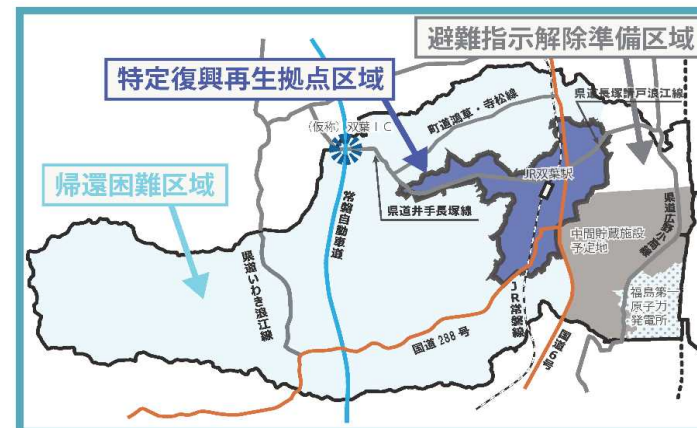 避難指示解除準備区域
特定復興再生拠点区域
県道長塚請戸浪江線
町道鴻草・寺松線
(仮称)双葉IC
JR双葉駅
帰還困難区域
県道井手長塚線
常磐自動車道
県道いわき浪江線
中間貯蔵施設
予定地
県道広野小高線
福島第一
原子力
発電所
JR常磐線
国道288号
国道6号